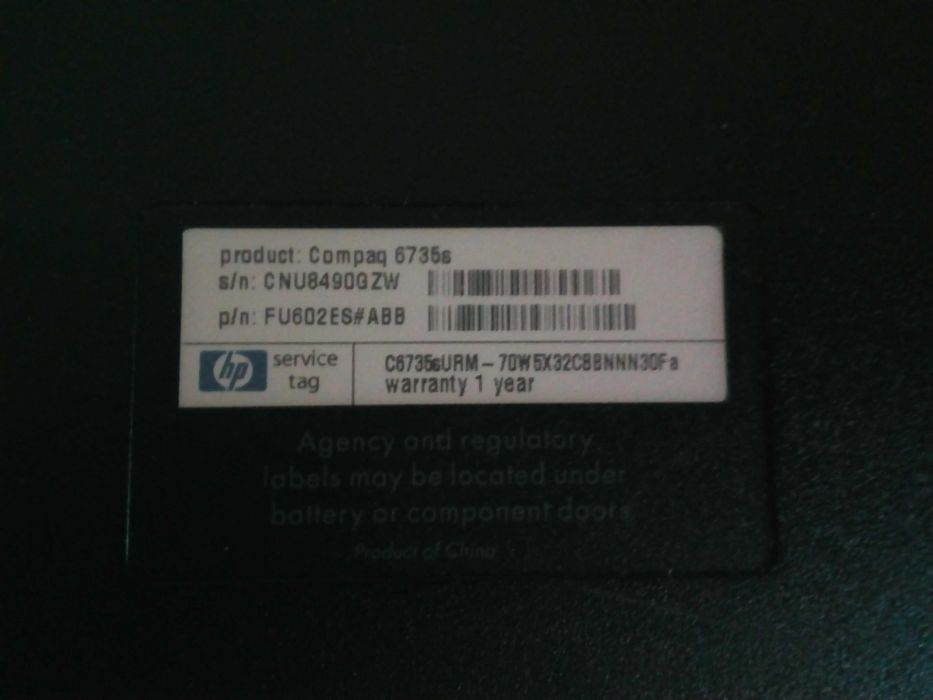 product: Compaq 6735s
s/n: CNU8490GZW
p/n: FU602ES#ABB
hp service tag
C6735sURM – 70W5X32C8BNNN30Fa
warranty 1 year
Agency and regulatory
labels may be located under
battery or component doors
Product of China